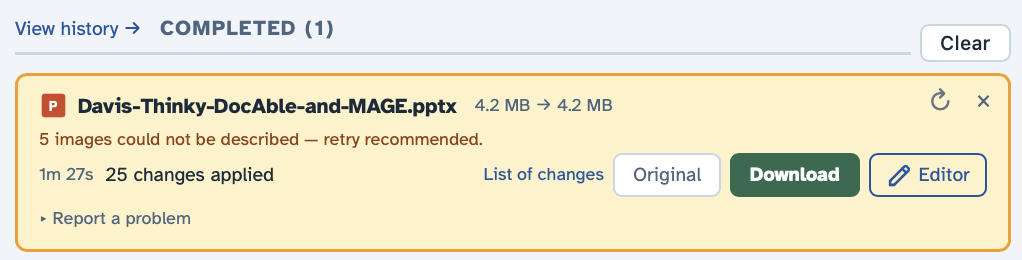 View history → COMPLETED (1)
Clear
P Davis-Thinky-DocAble-and-MAGE.pptx 4.2 MB → 4.2 MB
5 images could not be described — retry recommended.
1m 27s 25 changes applied List of changes Original Download Editor
▸ Report a problem